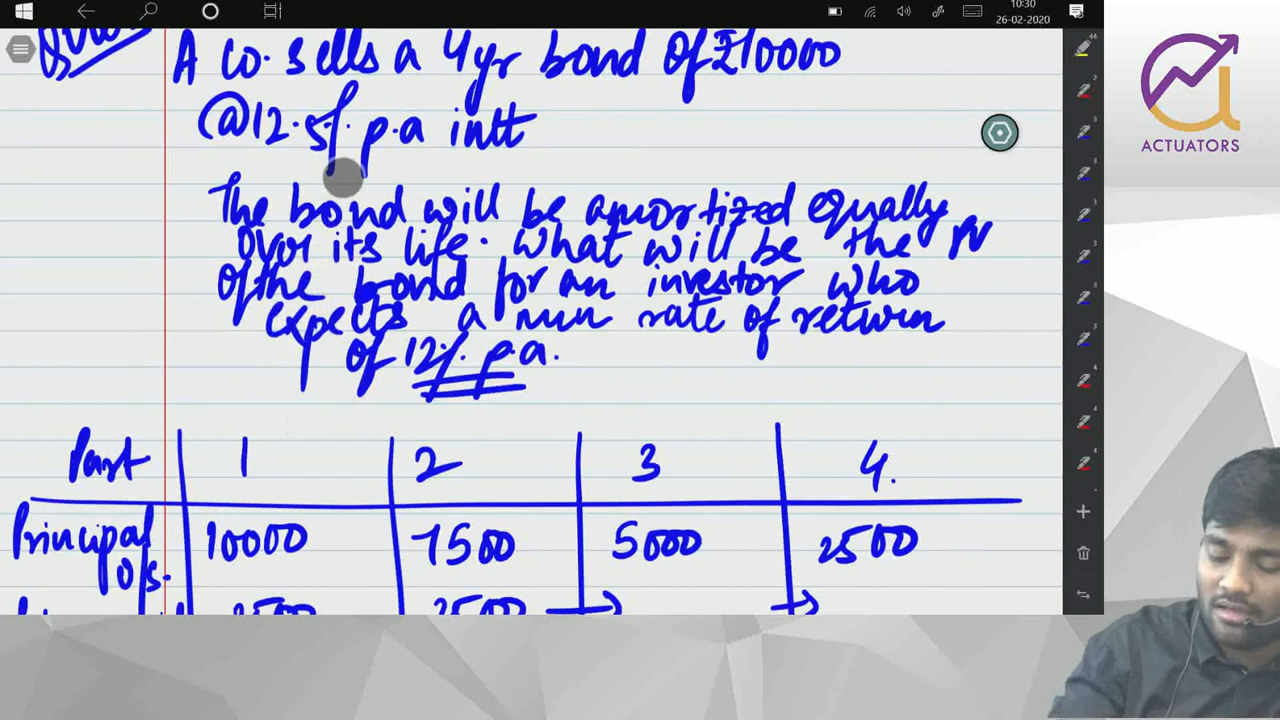 10:30
26-02-2020
A co. sells a 4yr bond of ₹10000
@12.5%. p.a intt
The bond will be amortized equally
over its life. What will be the PV
of the bond for an investor who
expects a min rate of return
of 12%. p.a.
Part 1 2 3 4.
Principal 10000 7500 5000 2500
o/s.
2500 2500
ACTUATORS